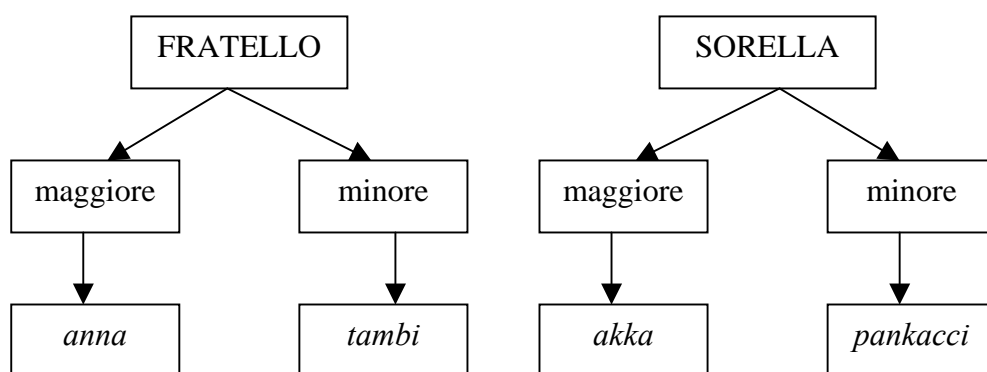 FRATELLO
SORELLA
maggiore
minore
maggiore
minore
anna
tambi
akka
pankacci